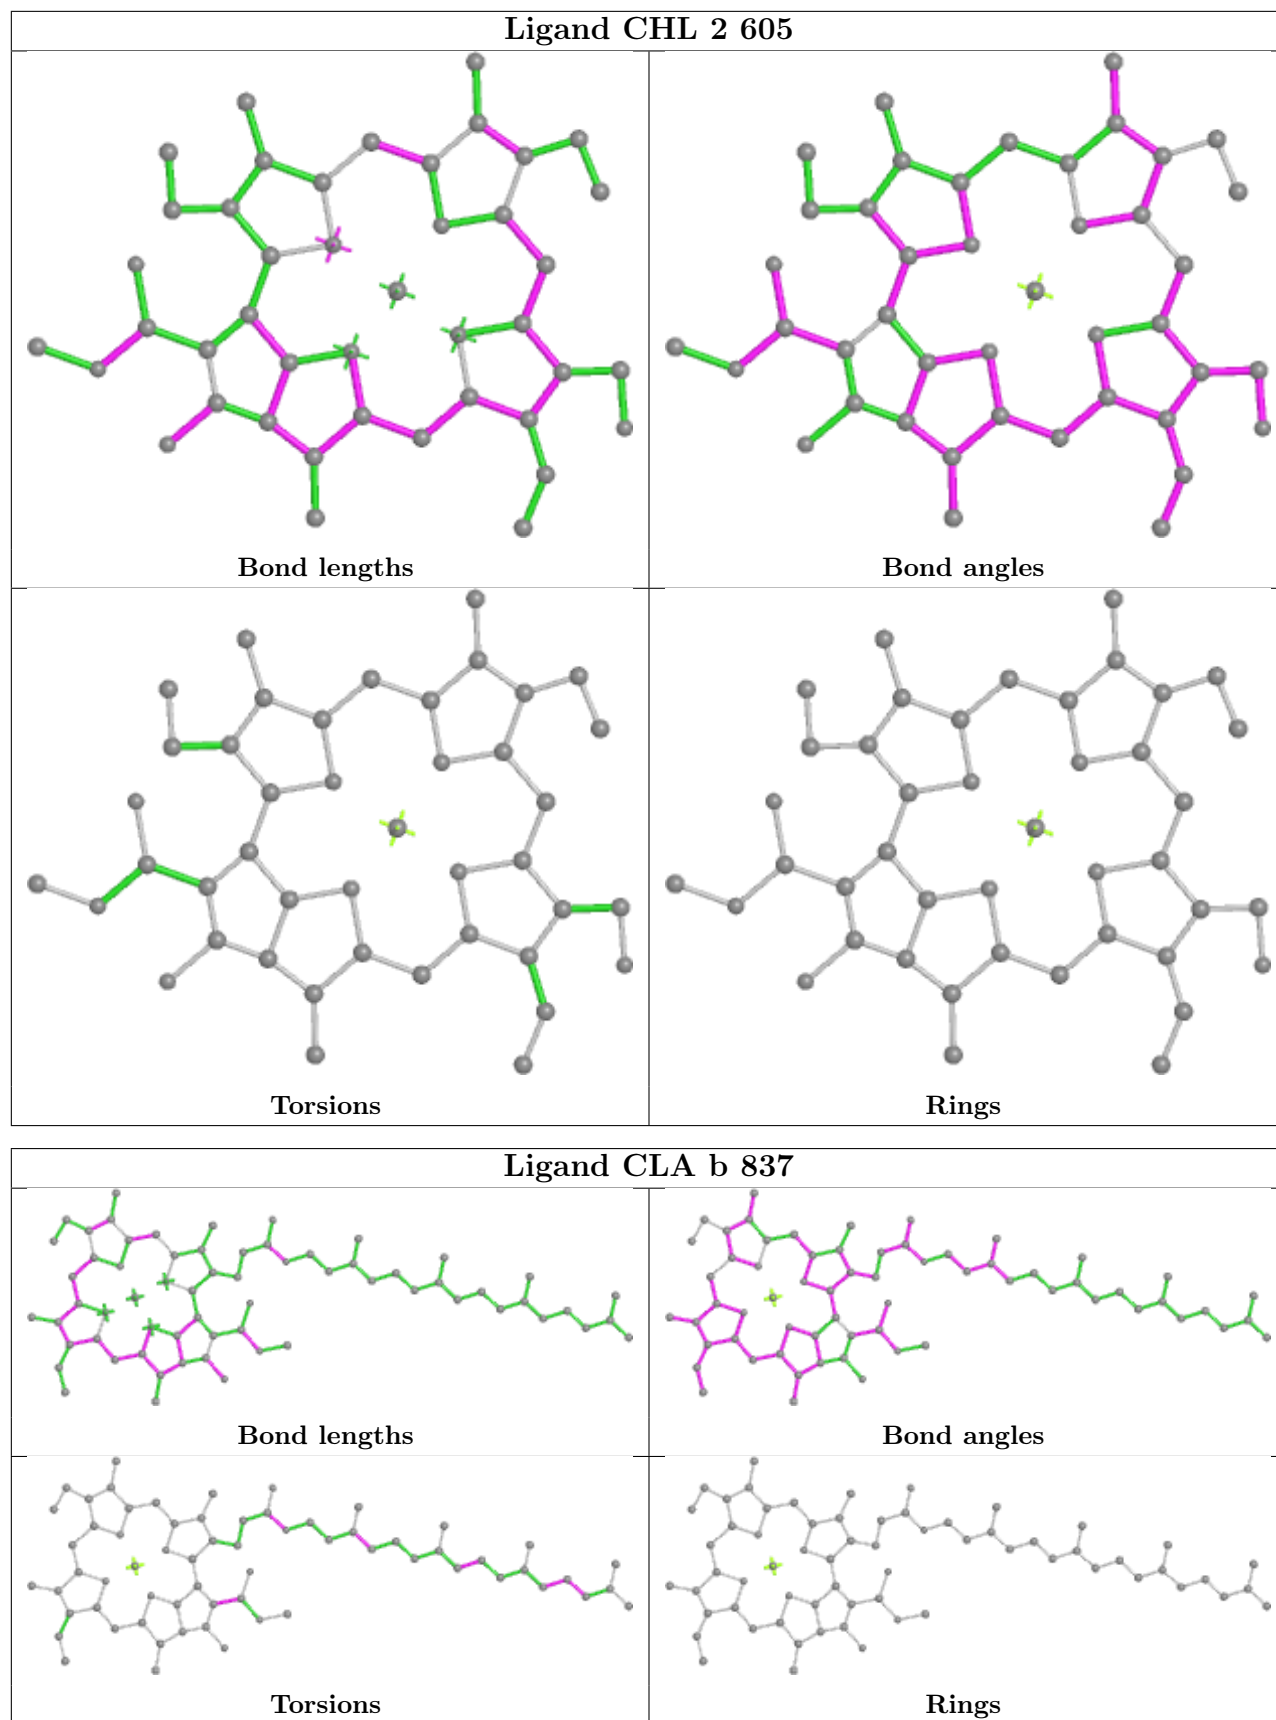 Ligand CHL 2 605
Bond lengths
Bond angles
Torsions
Rings
Ligand CLA b 837
Bond lengths
Bond angles
Torsions
Rings